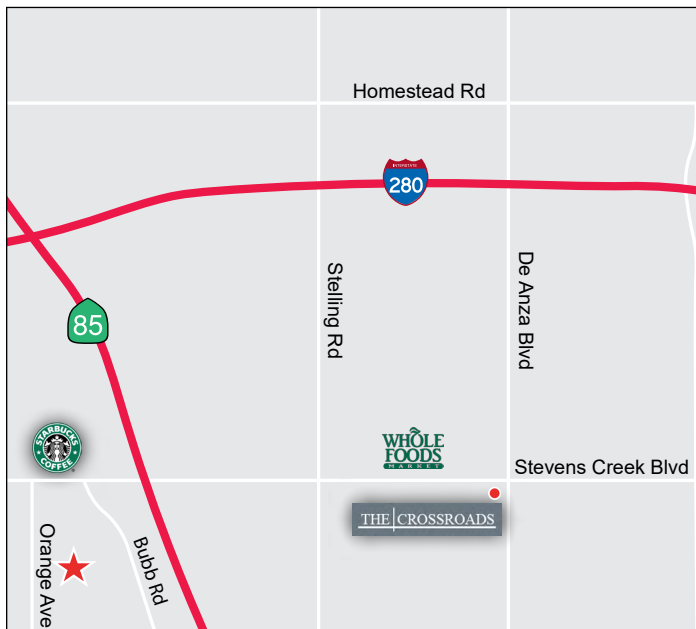 Homestead Rd
INTERSTATE
280
Stelling Rd
De Anza Blvd
85
STARBUCKS
COFFEE
WHOLE
FOODS
MARKET
Stevens Creek Blvd
THE CROSSROADS
Orange Ave
Bubb Rd